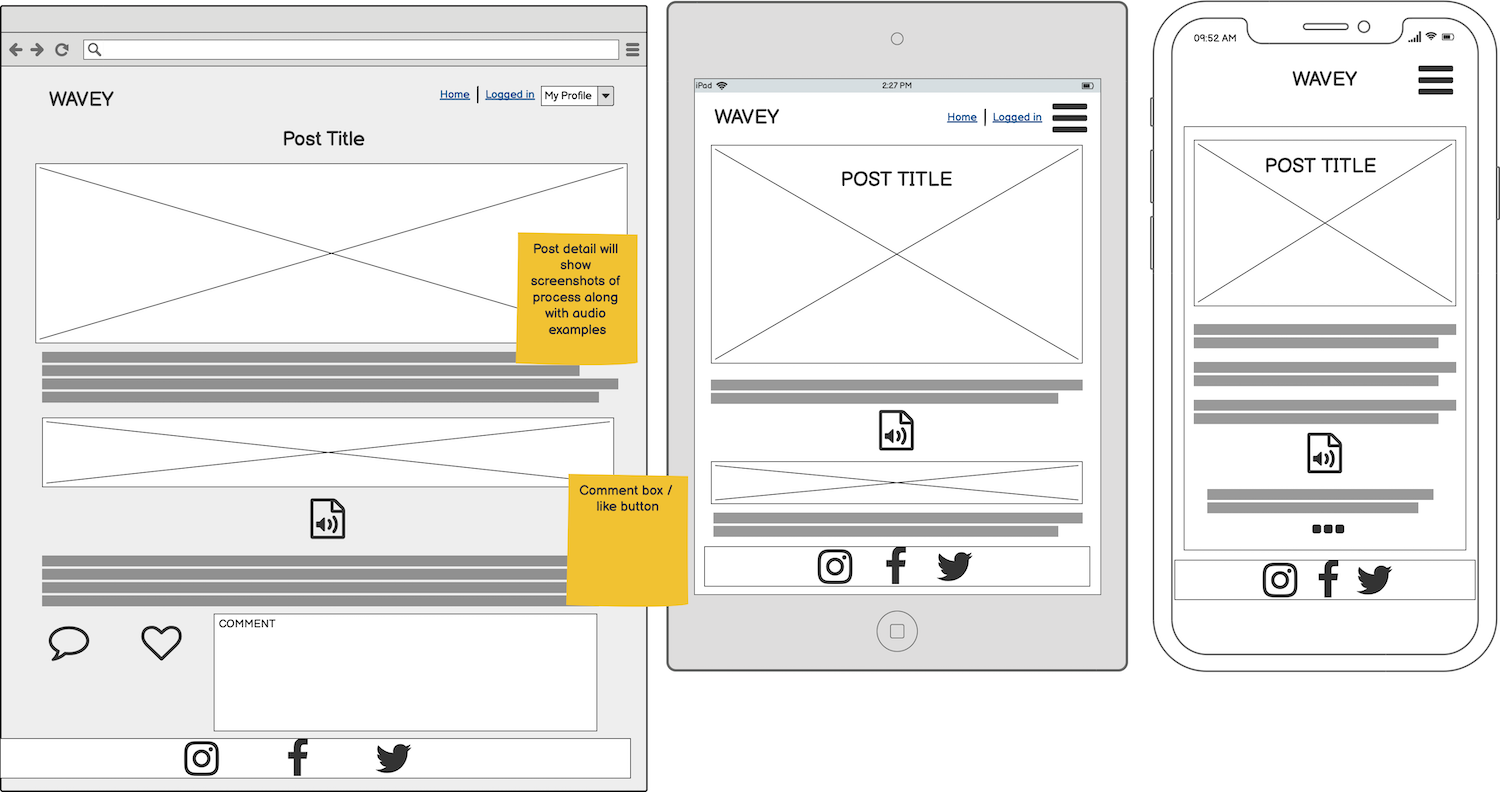 WAVEY
Home
Logged in
My Profile
Post Title
Post detail will
show
screenshots of
process along
with audio
examples
Comment box /
like button
COMMENT
iPad
2:27 PM
WAVEY
Home
Logged in
POST TITLE
09:52 AM
WAVEY
POST TITLE